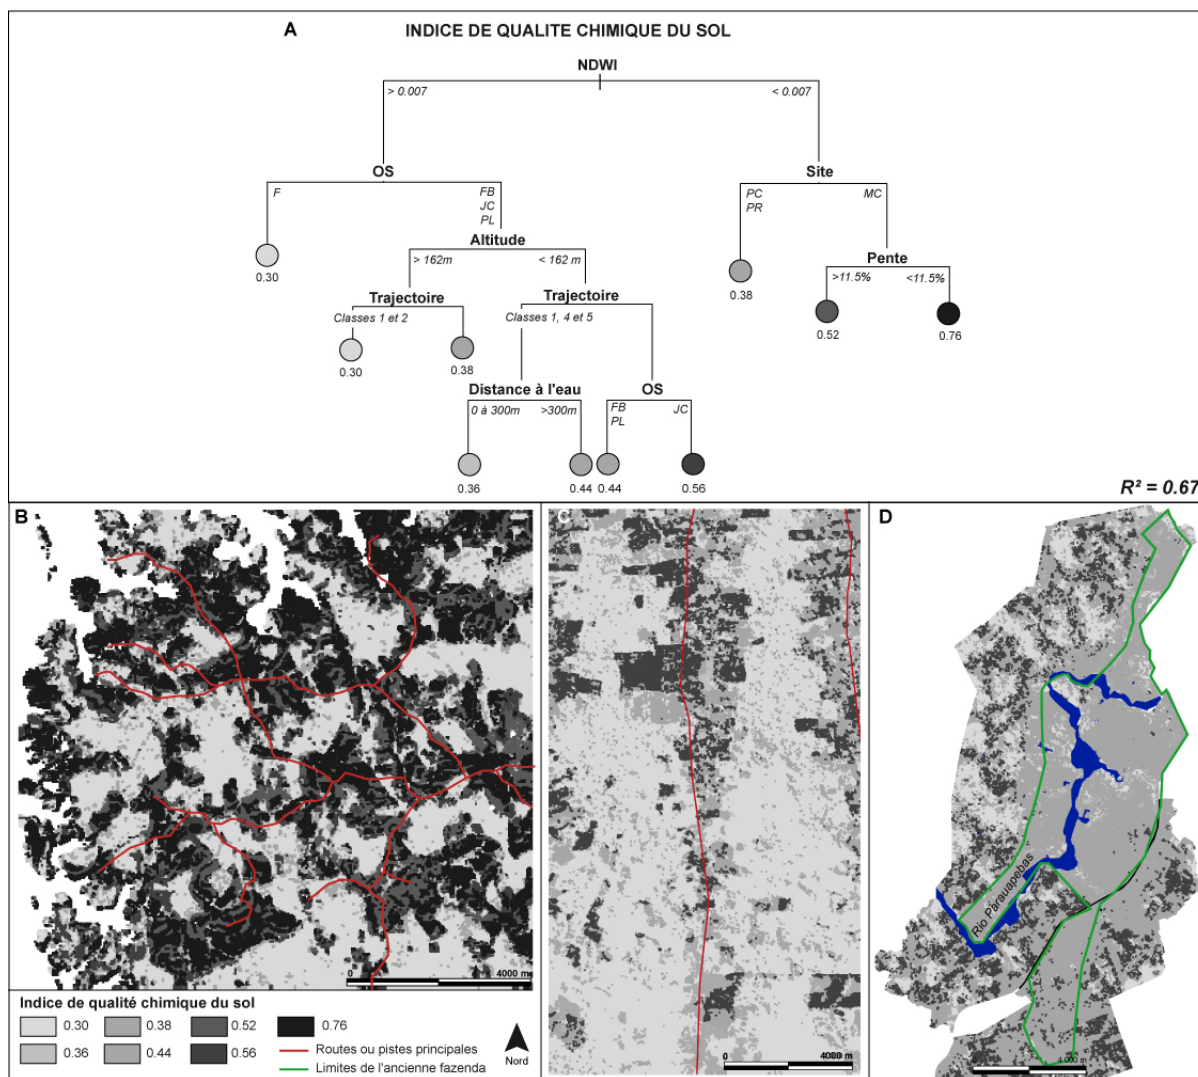 A
INDICE DE QUALITE CHIMIQUE DU SOL
NDWI
> 0.007
< 0.007
OS
Site
F
FB
JC
PL
PC
PR
MC
Altitude
> 162m
< 162 m
Pente
>11.5%
<11.5%
0.30
0.38
0.52
0.76
Trajectoire
Trajectoire
Classes 1 et 2
Classes 1, 4 et 5
0.30
0.38
Distance à l'eau
OS
0 à 300m
>300m
FB
PL
JC
0.36
0.44
0.44
0.56
R² = 0.67
B
C
D
Rio Parauapebas
0
4000 m
0
4000 m
4 000 m
Indice de qualité chimique du sol
0.30
0.38
0.52
0.76
0.36
0.44
0.56
Routes ou pistes principales
Limites de l'ancienne fazenda
Nord